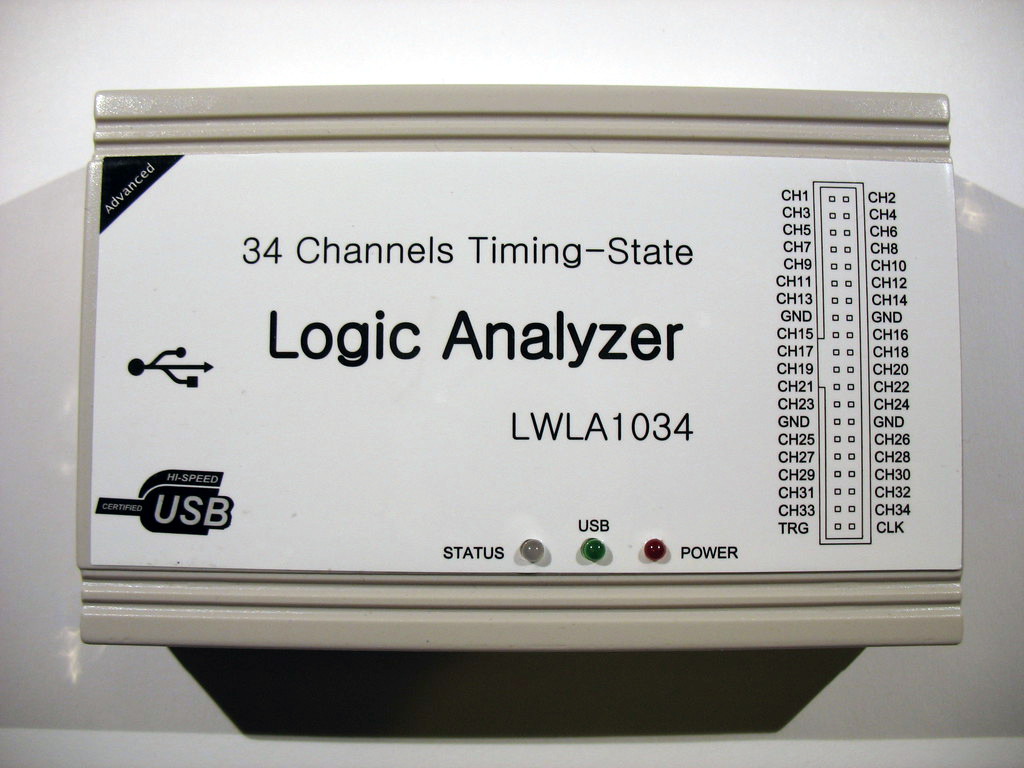 Advanced
34 Channels Timing-State
Logic Analyzer
LWLA1034
HI-SPEED
CERTIFIED
USB
STATUS
USB
POWER
CH1 CH2
CH3 CH4
CH5 CH6
CH7 CH8
CH9 CH10
CH11 CH12
CH13 CH14
GND GND
CH15 CH16
CH17 CH18
CH19 CH20
CH21 CH22
CH23 CH24
GND GND
CH25 CH26
CH27 CH28
CH29 CH30
CH31 CH32
CH33 CH34
TRG CLK